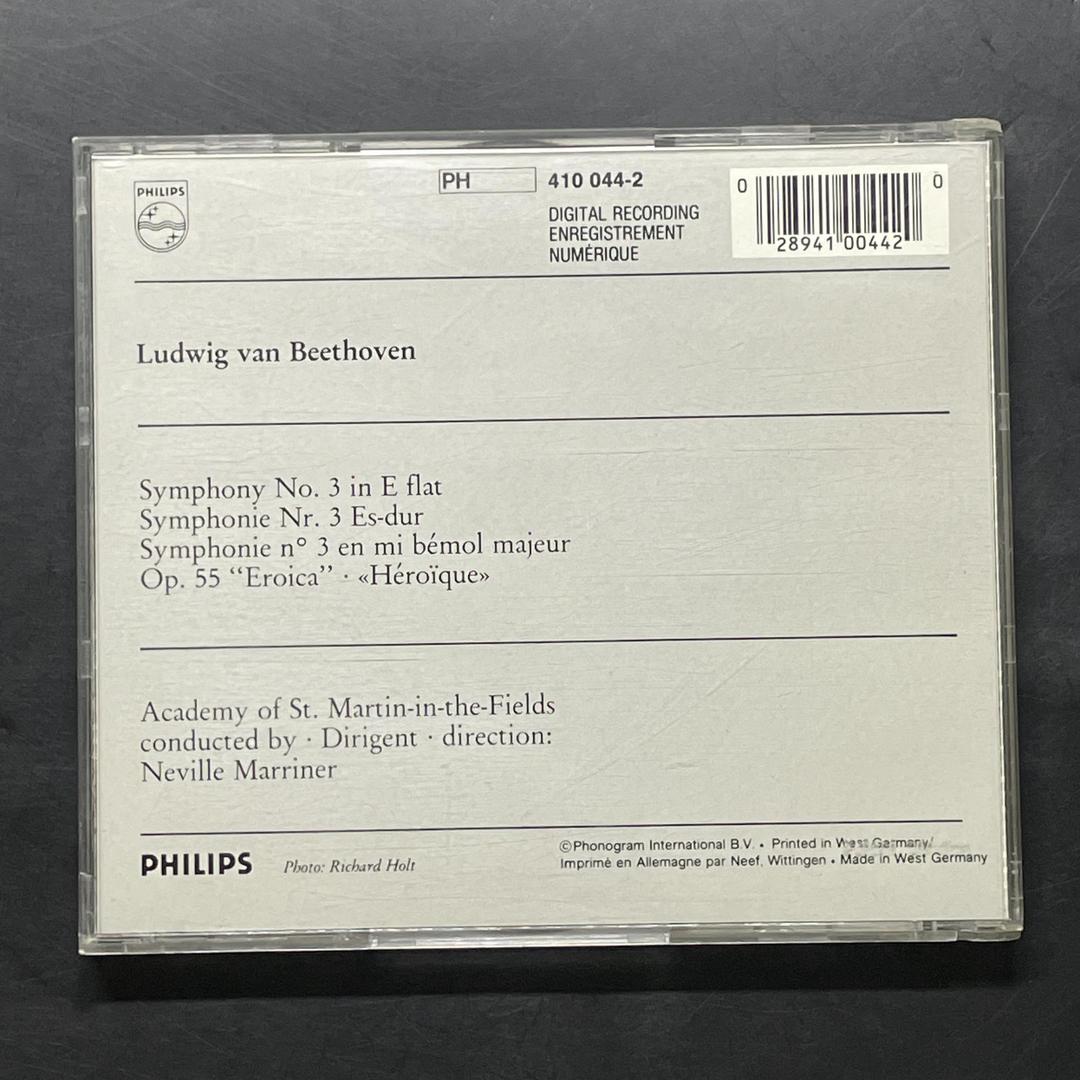 PHILIPS
PH 410 044-2
DIGITAL RECORDING
ENREGISTREMENT
NUMÉRIQUE
0 28941 00442 0
Ludwig van Beethoven
Symphony No. 3 in E flat
Symphonie Nr. 3 Es-dur
Symphonie n° 3 en mi bémol majeur
Op. 55 “Eroica” · «Héroïque»
Academy of St. Martin-in-the-Fields
conducted by · Dirigent · direction:
Neville Marriner
PHILIPS
Photo: Richard Holt
©Phonogram International B.V. • Printed in West Germany/
Imprimé en Allemagne par Neef, Wittingen • Made in West Germany